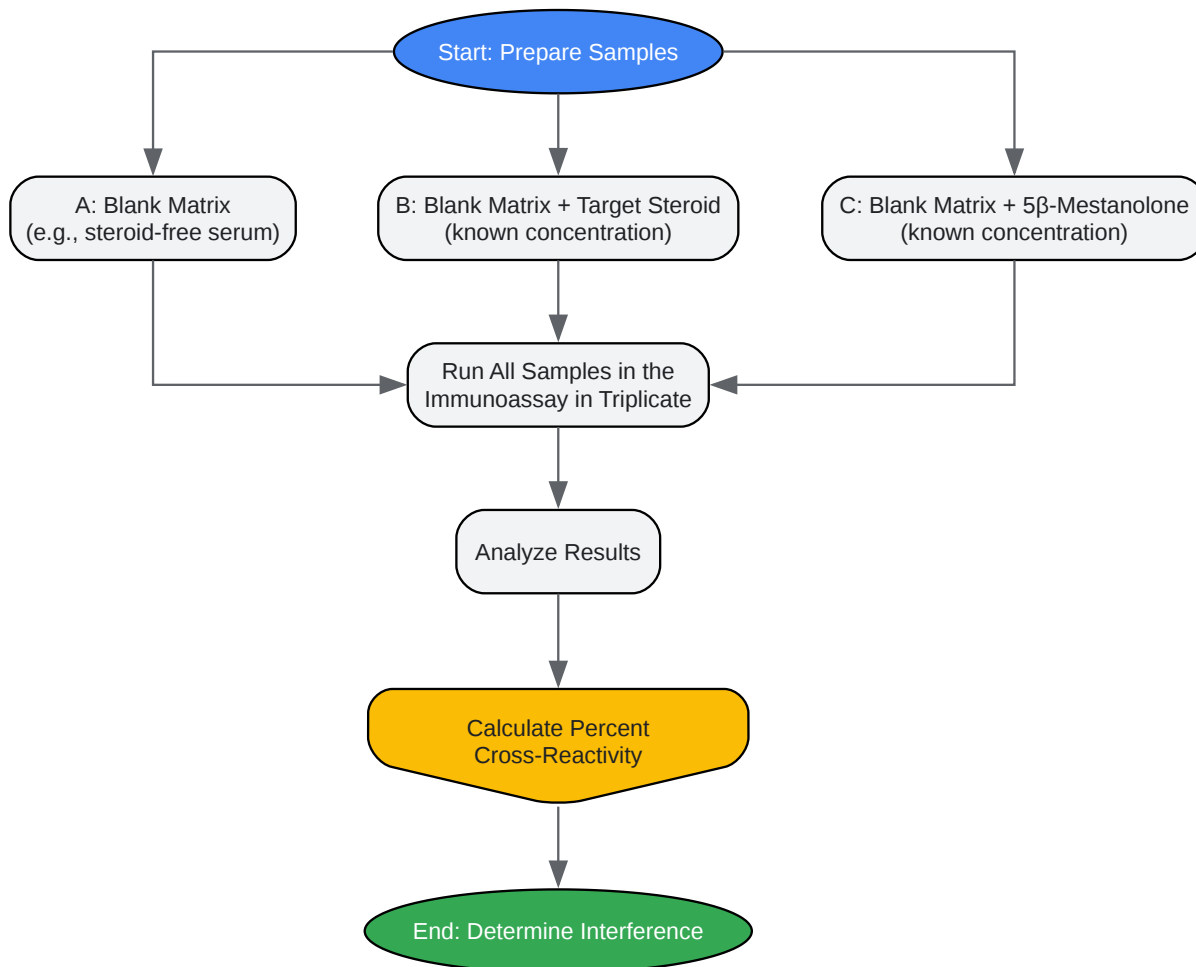 Start: Prepare Samples
A: Blank Matrix
(e.g., steroid-free serum)
B: Blank Matrix + Target Steroid
(known concentration)
C: Blank Matrix + 5β-Mestanolone
(known concentration)
Run All Samples in the
Immunoassay in Triplicate
Analyze Results
Calculate Percent
Cross-Reactivity
End: Determine Interference